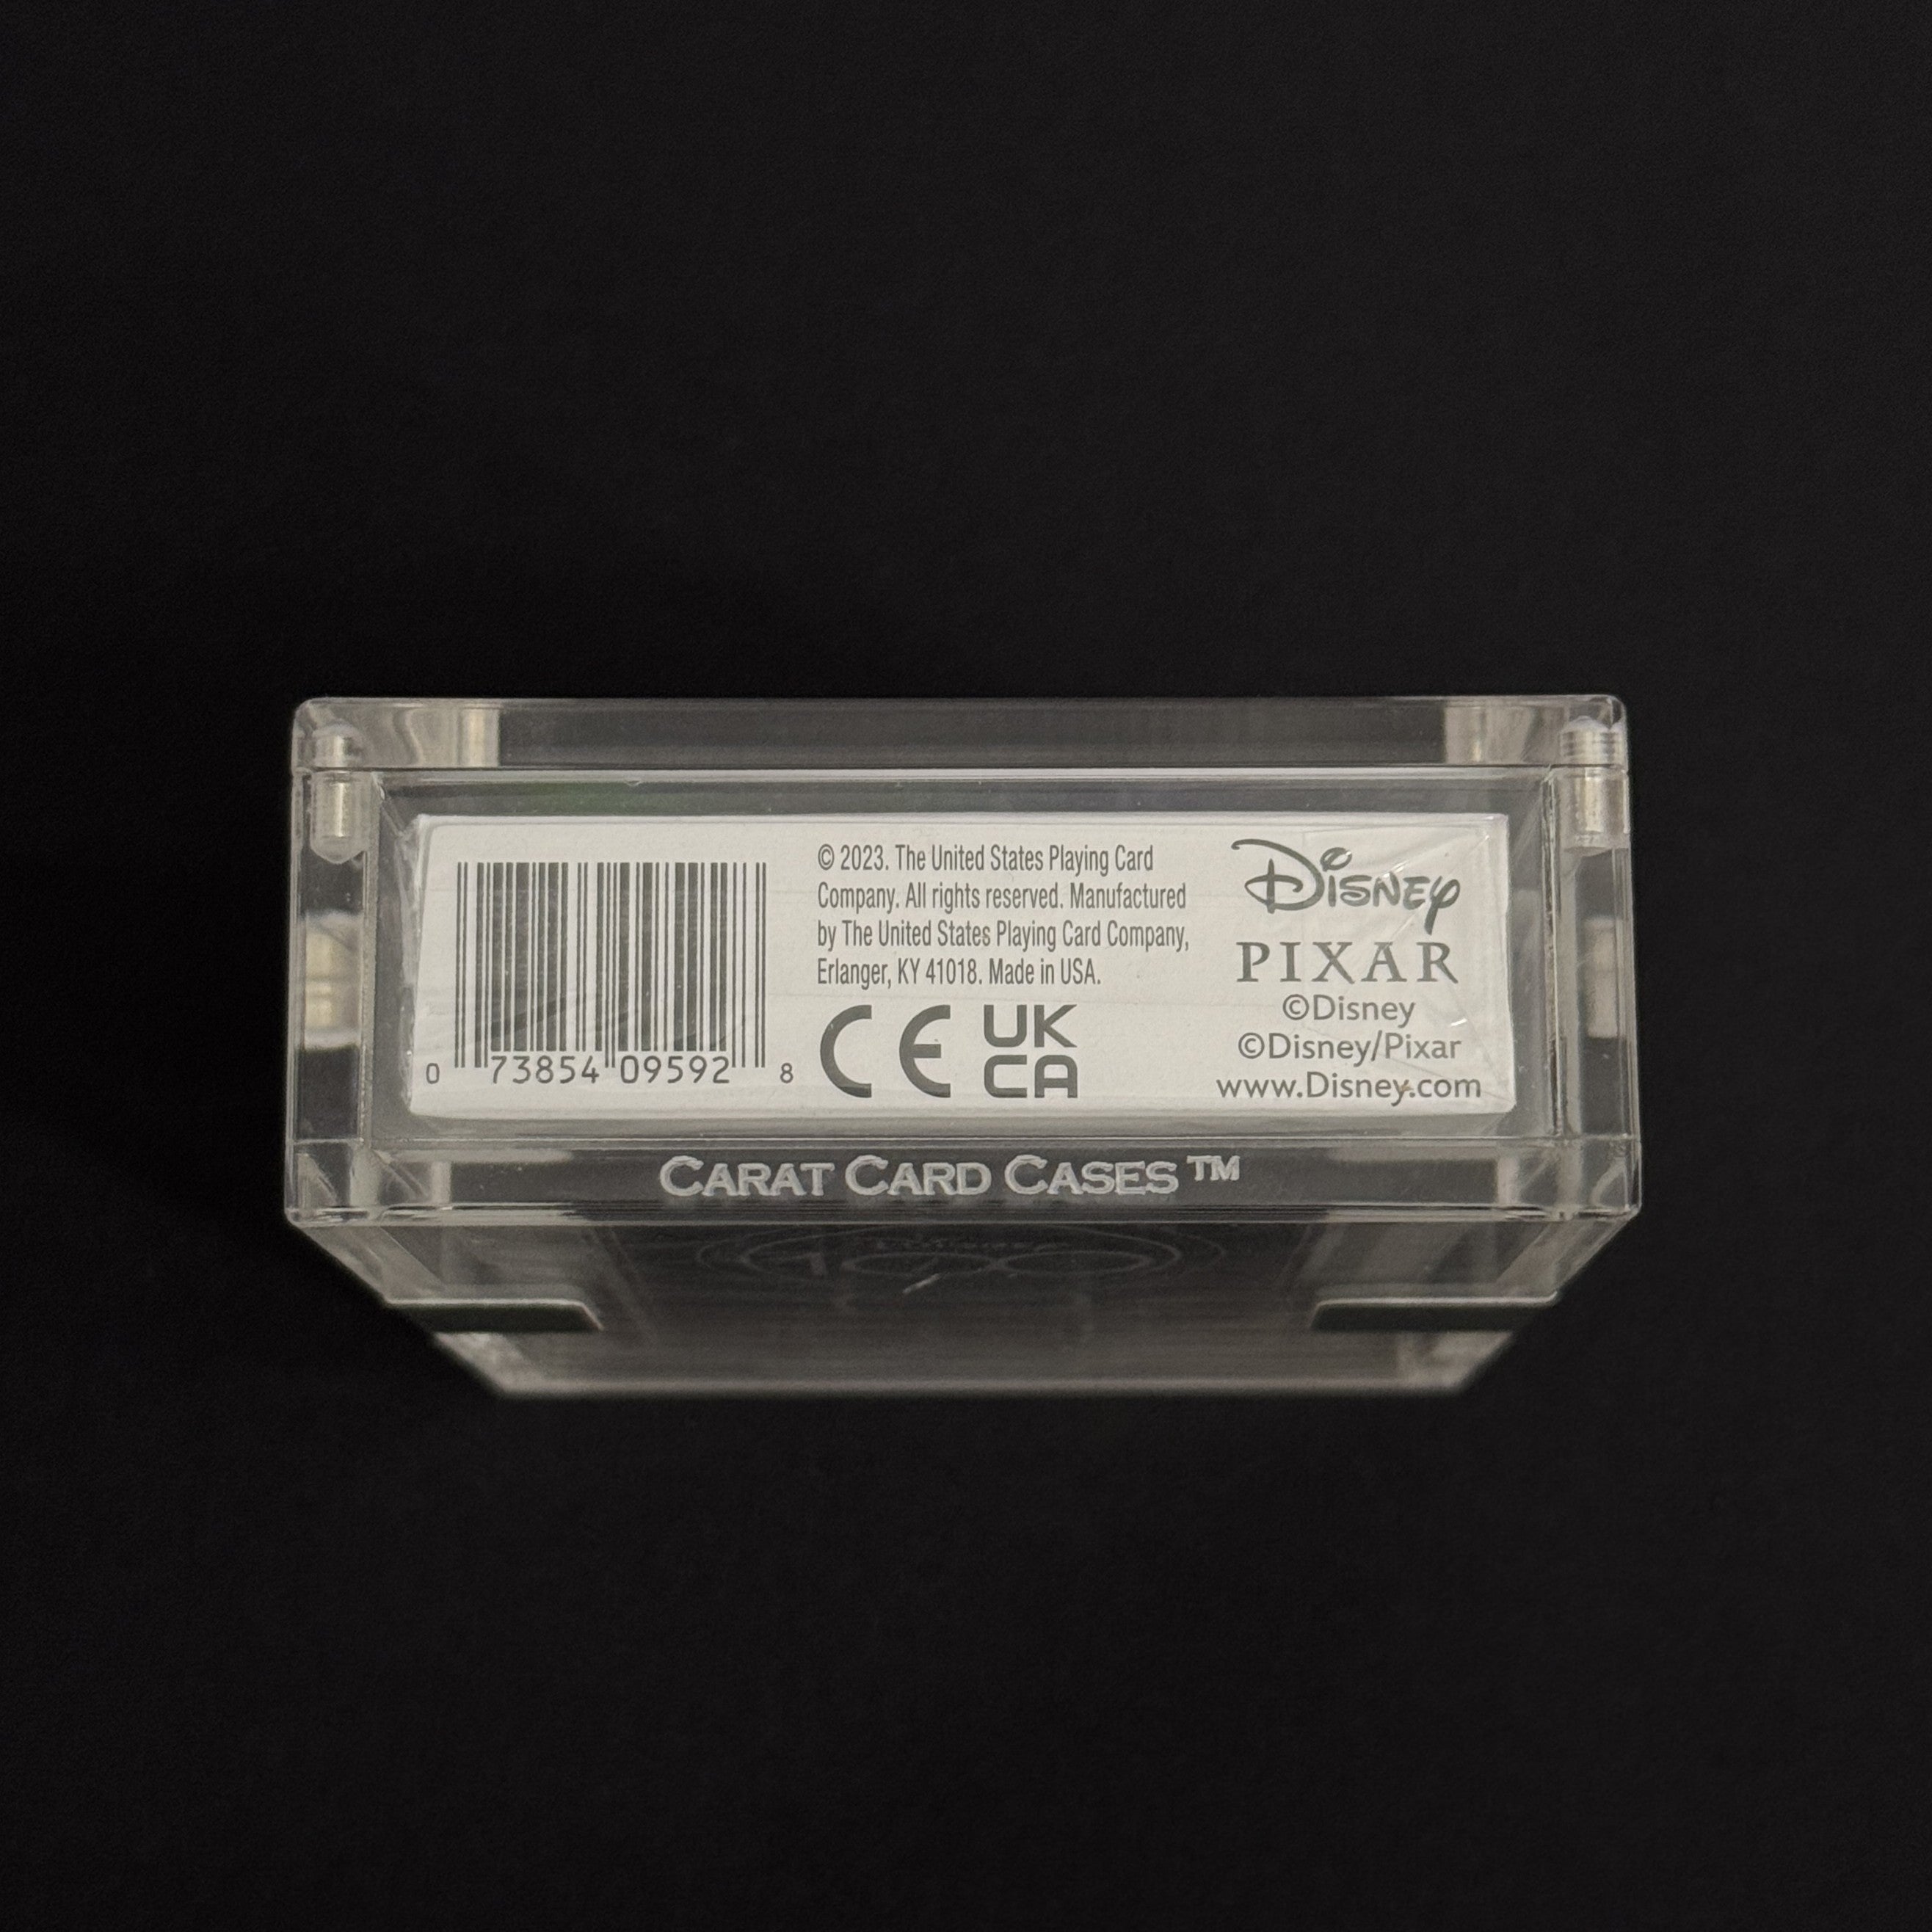 0 73854 09592 8
© 2023. The United States Playing Card
Company. All rights reserved. Manufactured
by The United States Playing Card Company,
Erlanger, KY 41018. Made in USA.
CE
UK
CA
Disney
PIXAR
©Disney
©Disney/Pixar
www.Disney.com
CARAT CARD CASES™
100